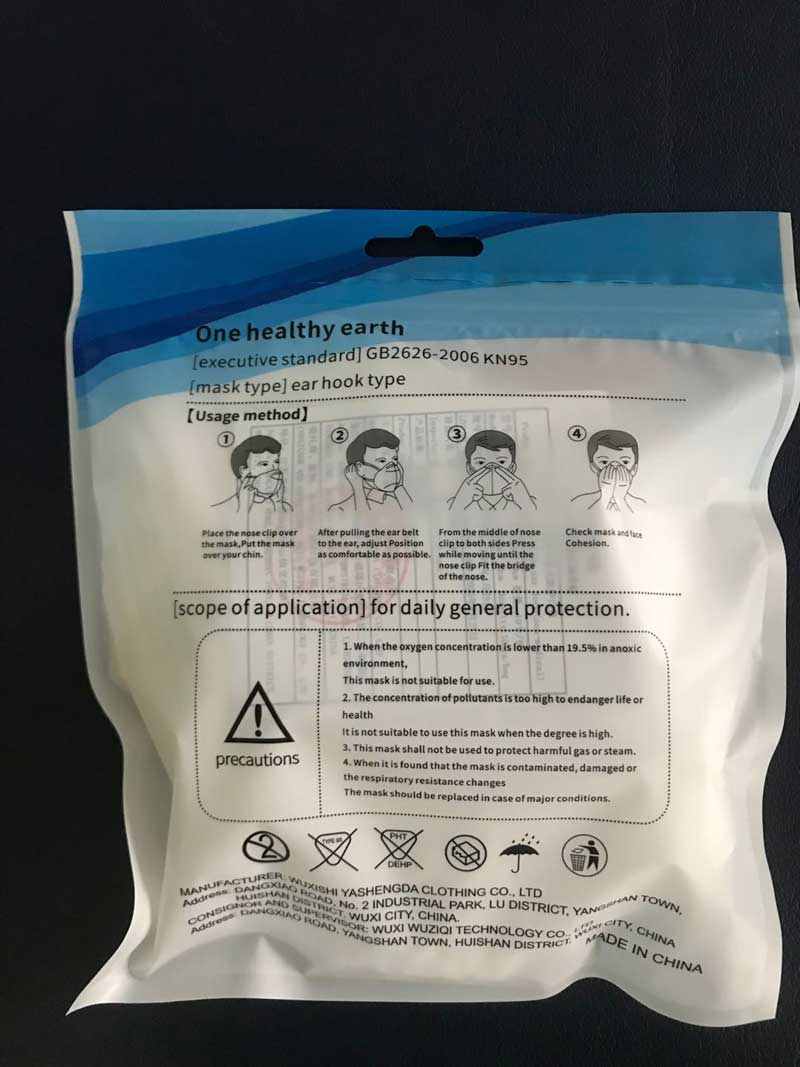 One healthy earth
[executive standard] GB2626-2006 KN95
[mask type] ear hook type
【Usage method】
① ② ③ ④
Place the nose clip over
the mask,Put the mask
over your chin.
After pulling the ear belt
to the ear, adjust Position
as comfortable as possible.
From the middle of nose
clip to both sides Press
while moving until the
nose clip Fit the bridge
of the nose.
Check mask and face
Cohesion.
[scope of application] for daily general protection.
precautions
1. When the oxygen concentration is lower than 19.5% in anoxic
environment,
This mask is not suitable for use.
2. The concentration of pollutants is too high to endanger life or
health
It is not suitable to use this mask when the degree is high.
3. This mask shall not be used to protect harmful gas or steam.
4. When it is found that the mask is contaminated, damaged or
the respiratory resistance changes
The mask should be replaced in case of major conditions.
2
TYPE IIR
PHT
DEHP
MANUFACTURER: WUXISHI YASHENGDA CLOTHING CO., LTD
Address: DANGXIAO ROAD, No. 2 INDUSTRIAL PARK, LU DISTRICT, YANGSHAN TOWN,
HUISHAN DISTRICT, WUXI CITY, CHINA.
CONSIGNOR AND SUPERVISOR: WUXI WUZIQI TECHNOLOGY CO., LTD.
Address: DANGXIAO ROAD, YANGSHAN TOWN, HUISHAN DISTRICT. WUXI CITY, CHINA
MADE IN CHINA